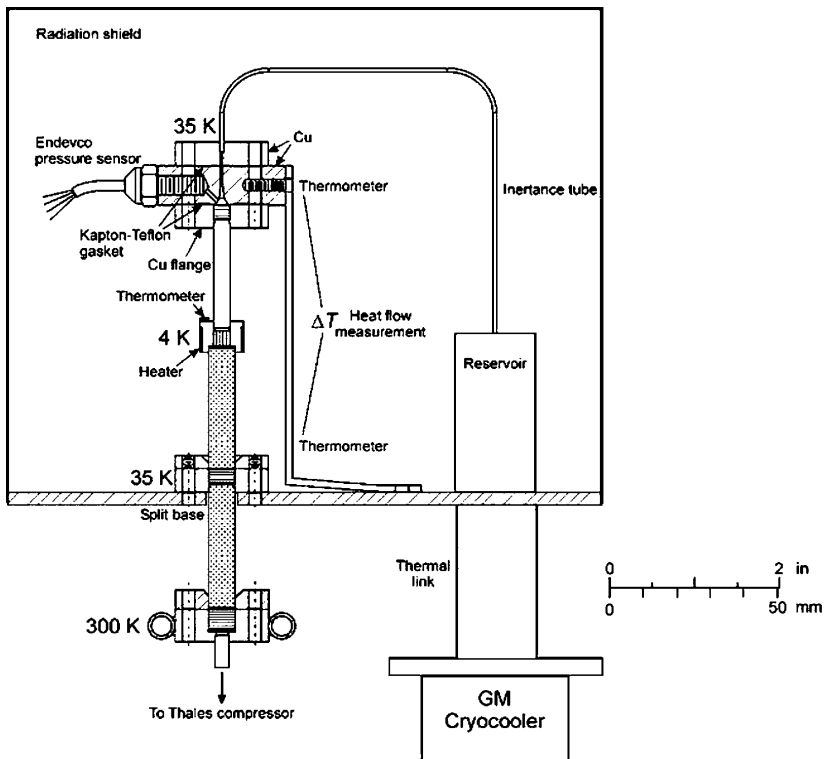 Radiation shield
35 K
Cu
Endevco
pressure sensor
Thermometer
Inertance tube
Kapton-Teflon
gasket
Cu flange
Thermometer
ΔT
Heat flow
measurement
4 K
Heater
Reservoir
Thermometer
35 K
Split base
Thermal
link
0 2 in
0 50 mm
300 K
To Thales compressor
GM
Cryocooler